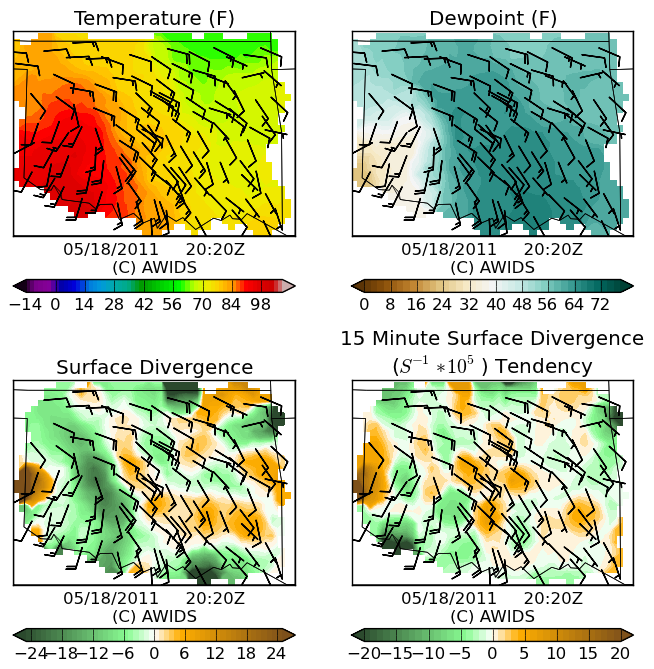 Temperature (F)
Dewpoint (F)
05/18/2011 20:20Z
(C) AWIDS
05/18/2011 20:20Z
(C) AWIDS
−14 0 14 28 42 56 70 84 98
0 8 16 24 32 40 48 56 64 72
Surface Divergence
15 Minute Surface Divergence
(S⁻¹ *10⁵ ) Tendency
05/18/2011 20:20Z
(C) AWIDS
05/18/2011 20:20Z
(C) AWIDS
−24 −18 −12 −6 0 6 12 18 24
−20 −15 −10 −5 0 5 10 15 20